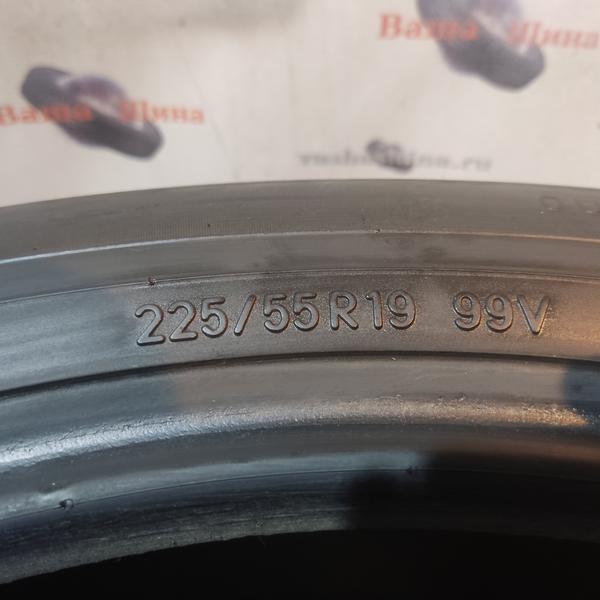 Ваша Шина
Ваша Шина
vashashina.ru
225/55R19 99V